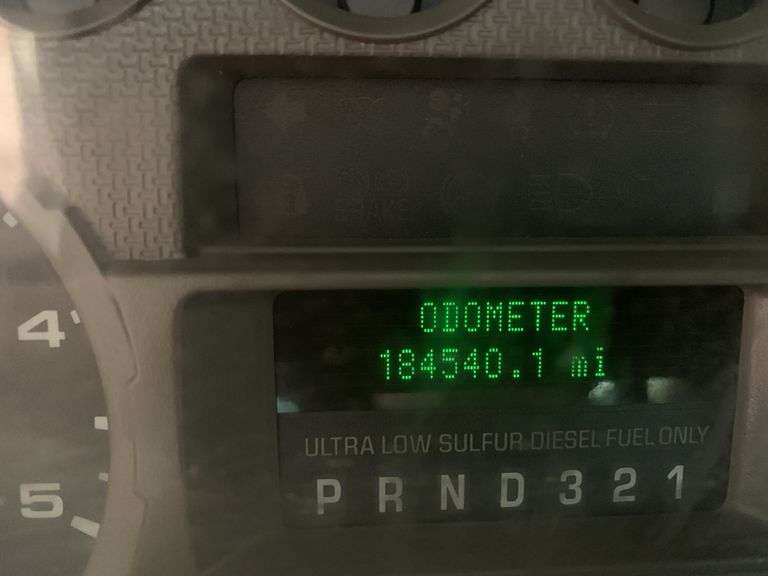 4
ODOMETER
184540.1 mi
ULTRA LOW SULFUR DIESEL FUEL ONLY
5
P R N D 3 2 1